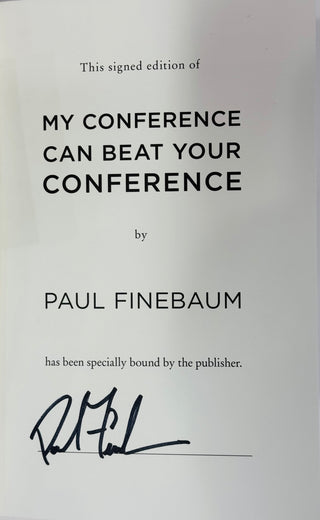 This signed edition of
MY CONFERENCE
CAN BEAT YOUR
CONFERENCE
by
PAUL FINEBAUM
has been specially bound by the publisher.